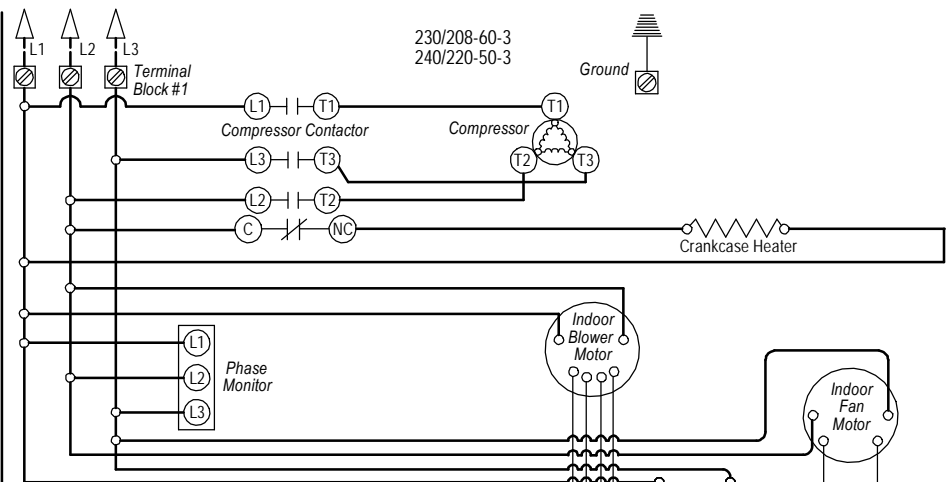 L1
L2
L3
Terminal
Block #1
230/208-60-3
240/220-50-3
Ground
L1
T1
T1
Compressor Contactor
Compressor
L3
T3
T2
T3
L2
T2
C
NC
Crankcase Heater
Indoor
Blower
Motor
L1
L2
L3
Phase
Monitor
Indoor
Fan
Motor